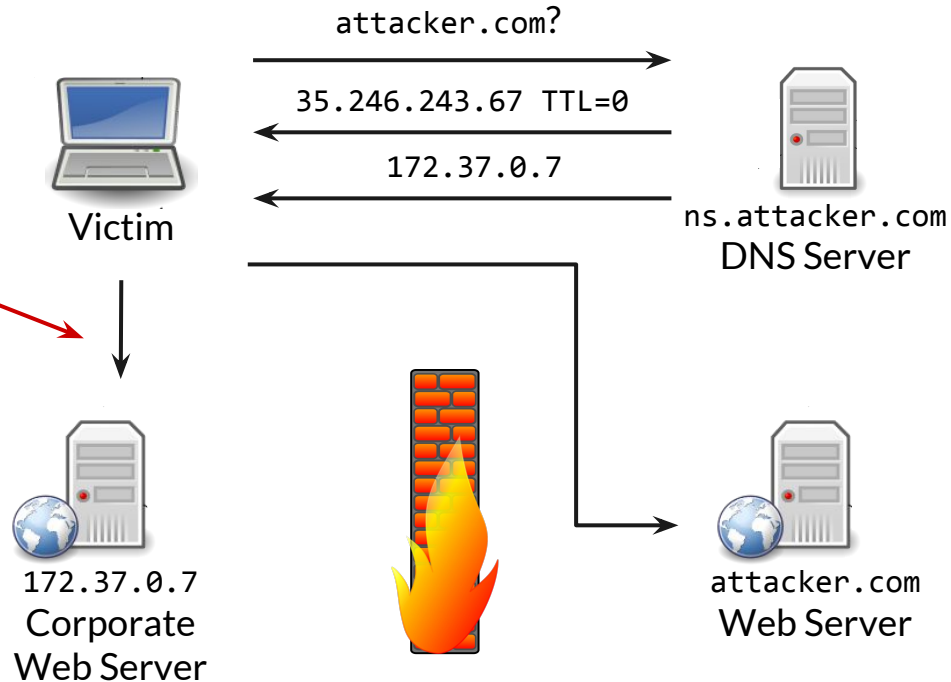 attacker.com?
35.246.243.67 TTL=0
172.37.0.7
Victim
ns.attacker.com
DNS Server
172.37.0.7
Corporate
Web Server
attacker.com
Web Server